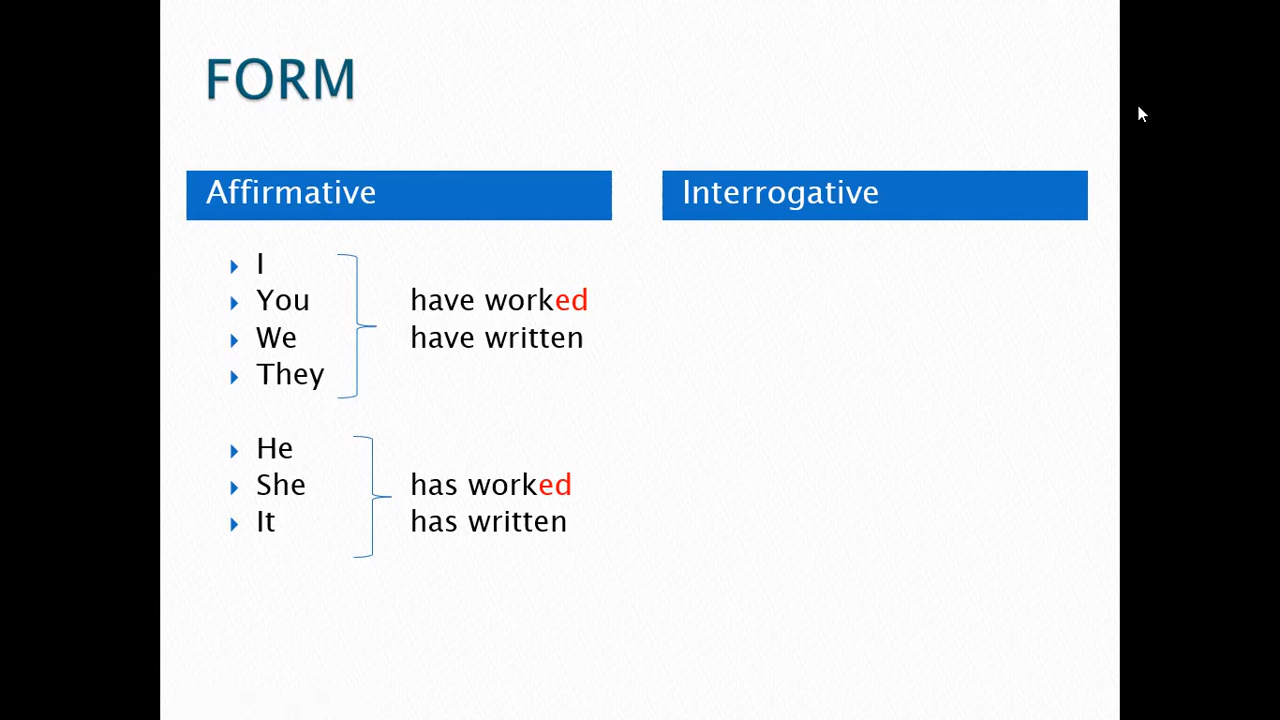 FORM
Affirmative
I
You have worked
We have written
They
He
She has worked
It has written
Interrogative